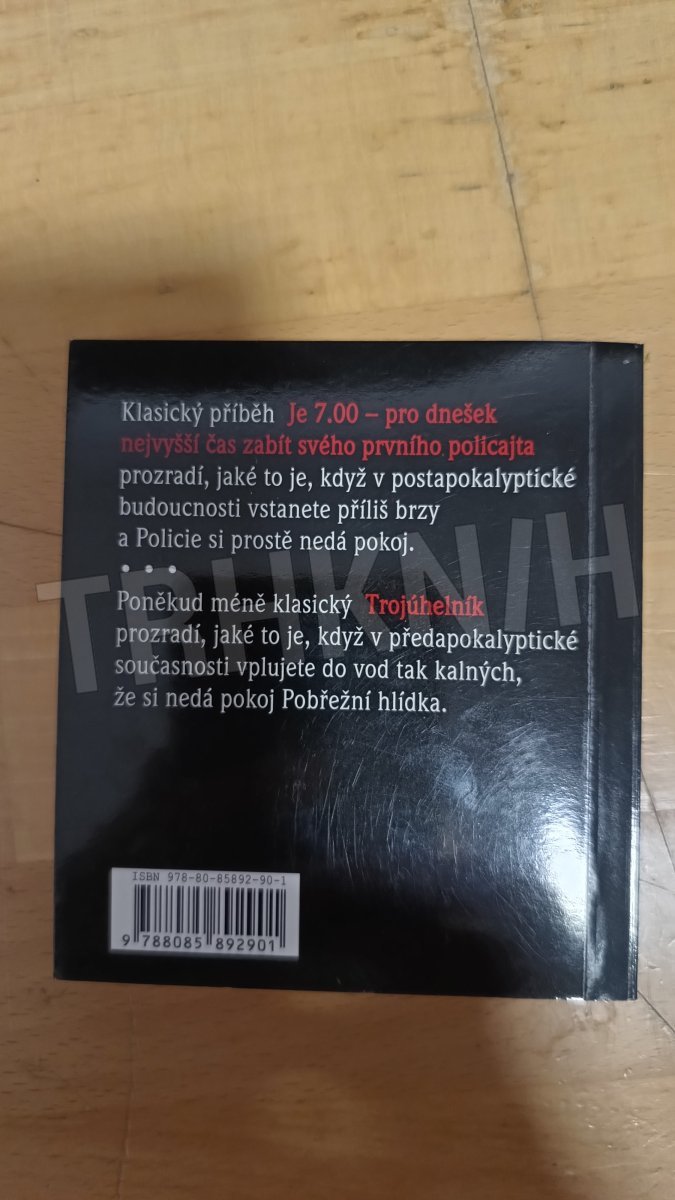 Klasický příběh Je 7.00 – pro dnešek
nejvyšší čas zabít svého prvního policajta
prozradí, jaké to je, když v postapokalyptické
budoucnosti vstanete příliš brzy
a Policie si prostě nedá pokoj.
• • •
Poněkud méně klasický Trojúhelník
prozradí, jaké to je, když v předapokalyptické
současnosti vplujete do vod tak kalných,
že si nedá pokoj Pobřežní hlídka.
TRHKNIH
ISBN 978-80-85892-90-1
9 788085 892901